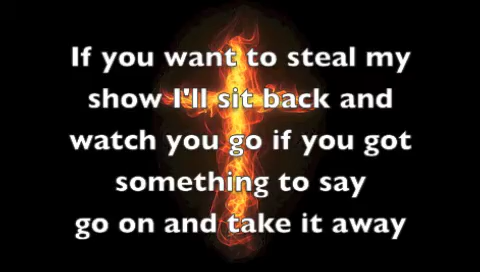 If you want to steal my
show I'll sit back and
watch you go if you got
something to say
go on and take it away